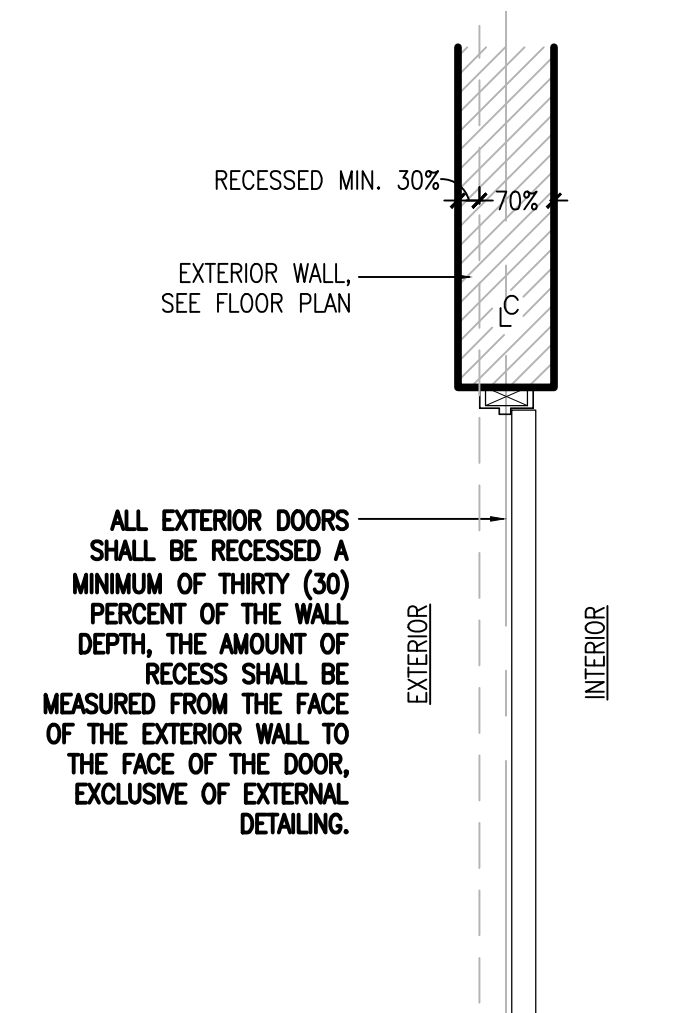 RECESSED MIN. 30%
70%
EXTERIOR WALL,
SEE FLOOR PLAN
CL
ALL EXTERIOR DOORS
SHALL BE RECESSED A
MINIMUM OF THIRTY (30)
PERCENT OF THE WALL
DEPTH, THE AMOUNT OF
RECESS SHALL BE
MEASURED FROM THE FACE
OF THE EXTERIOR WALL TO
THE FACE OF THE DOOR,
EXCLUSIVE OF EXTERNAL
DETAILING.
EXTERIOR
INTERIOR